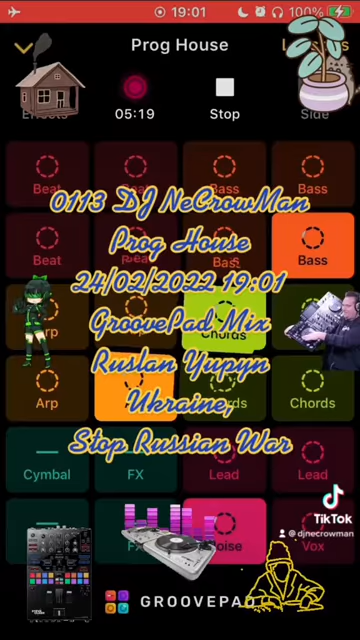 19:01
100%
Prog House
05:19
Stop
Side
Beat
Beat
Bass
Bass
0113 DJ NeCrowMan
Prog House
24/02/2022 19:01
GroovePad Mix
Ruslan Yupyn
Ukraine,
Stop Russian War
Beat
Beat
Bass
Bass
Chords
Arp
Chords
Chords
Cymbal
FX
Lead
Lead
Noise
Vox
TikTok
@djnecrowman
GROOVEPAD